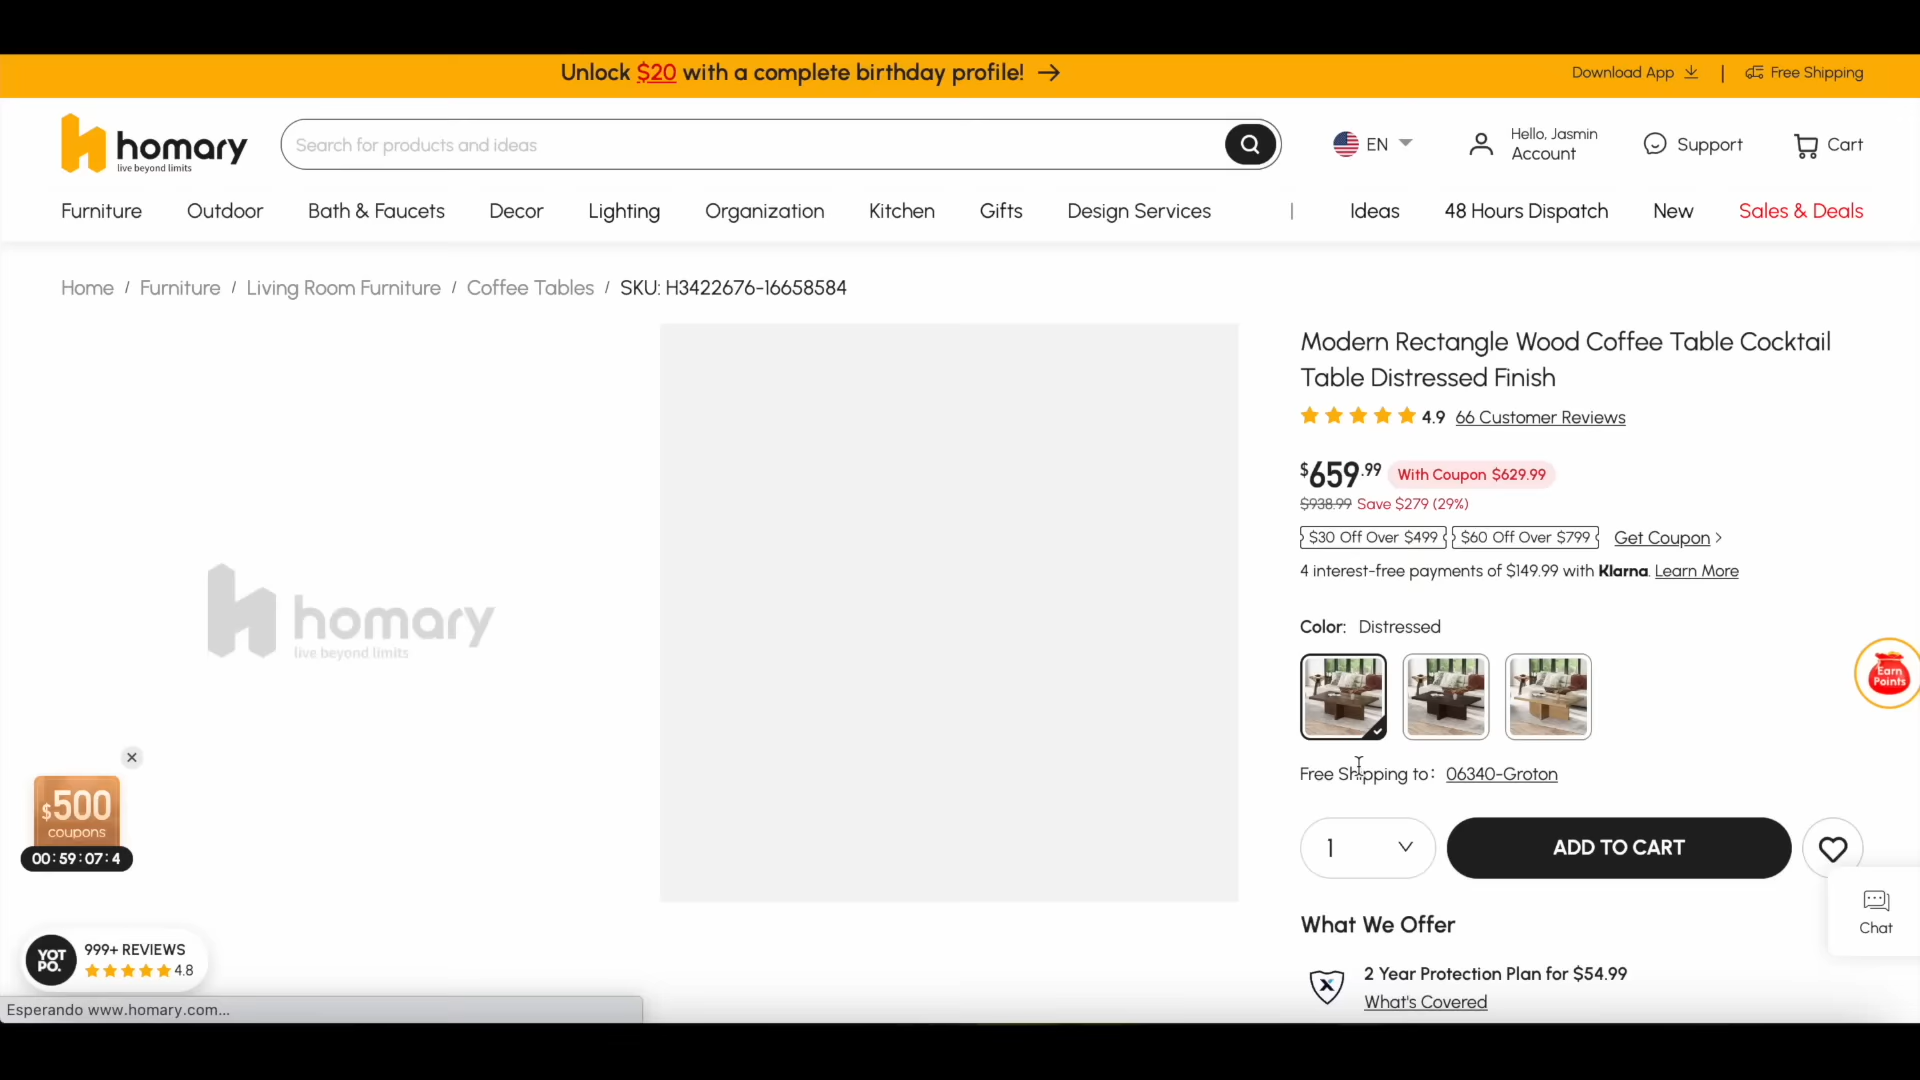 Unlock $20 with a complete birthday profile!
Download App
|
Free Shipping
homary
live beyond limits
Search for products and ideas
EN
Hello, Jasmin
Account
Support
Cart
Furniture
Outdoor
Bath & Faucets
Decor
Lighting
Organization
Kitchen
Gifts
Design Services
|
Ideas
48 Hours Dispatch
New
Sales & Deals
Home / Furniture / Living Room Furniture / Coffee Tables / SKU: H3422676-16658584
Modern Rectangle Wood Coffee Table Cocktail
Table Distressed Finish
4.9 66 Customer Reviews
$659.99 With Coupon $629.99
$938.99 Save $279 (29%)
$30 Off Over $499 $60 Off Over $799 Get Coupon >
4 interest-free payments of $149.99 with Klarna. Learn More
Color: Distressed
homary
live beyond limits
Earn
Points
Free Shipping to: 06340-Groton
$500
coupons
00:59:07:4
1
ADD TO CART
What We Offer
Chat
2 Year Protection Plan for $54.99
What's Covered
YOT
PO.
999+ REVIEWS
4.8
Esperando www.homary.com...